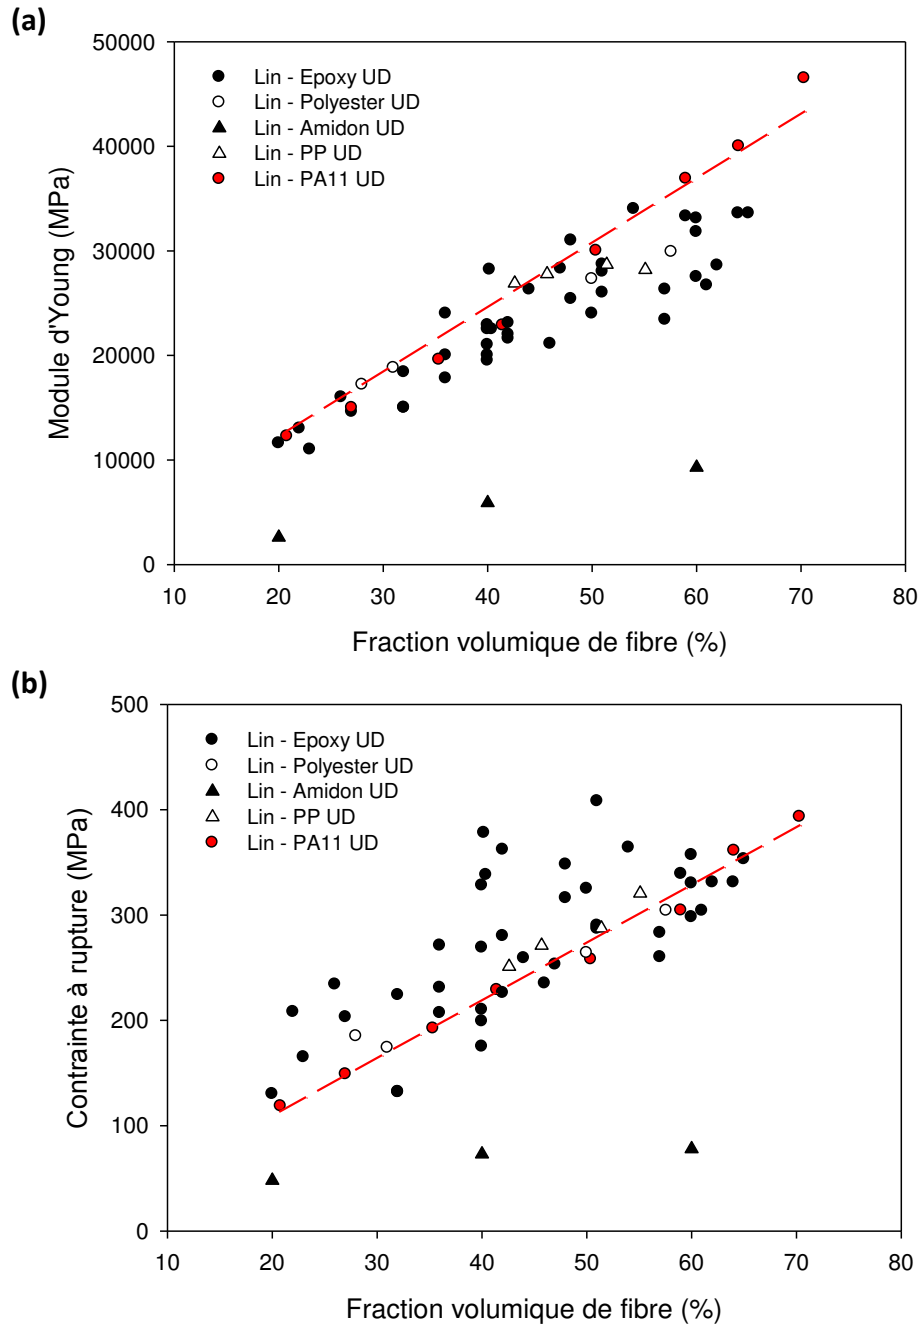 (a)
50000
40000
30000
20000
10000
0
Module d'Young (MPa)
Lin - Epoxy UD
Lin - Polyester UD
Lin - Amidon UD
Lin - PP UD
Lin - PA11 UD
10 20 30 40 50 60 70 80
Fraction volumique de fibre (%)
(b)
500
400
300
200
100
0
Contrainte à rupture (MPa)
Lin - Epoxy UD
Lin - Polyester UD
Lin - Amidon UD
Lin - PP UD
Lin - PA11 UD
10 20 30 40 50 60 70 80
Fraction volumique de fibre (%)